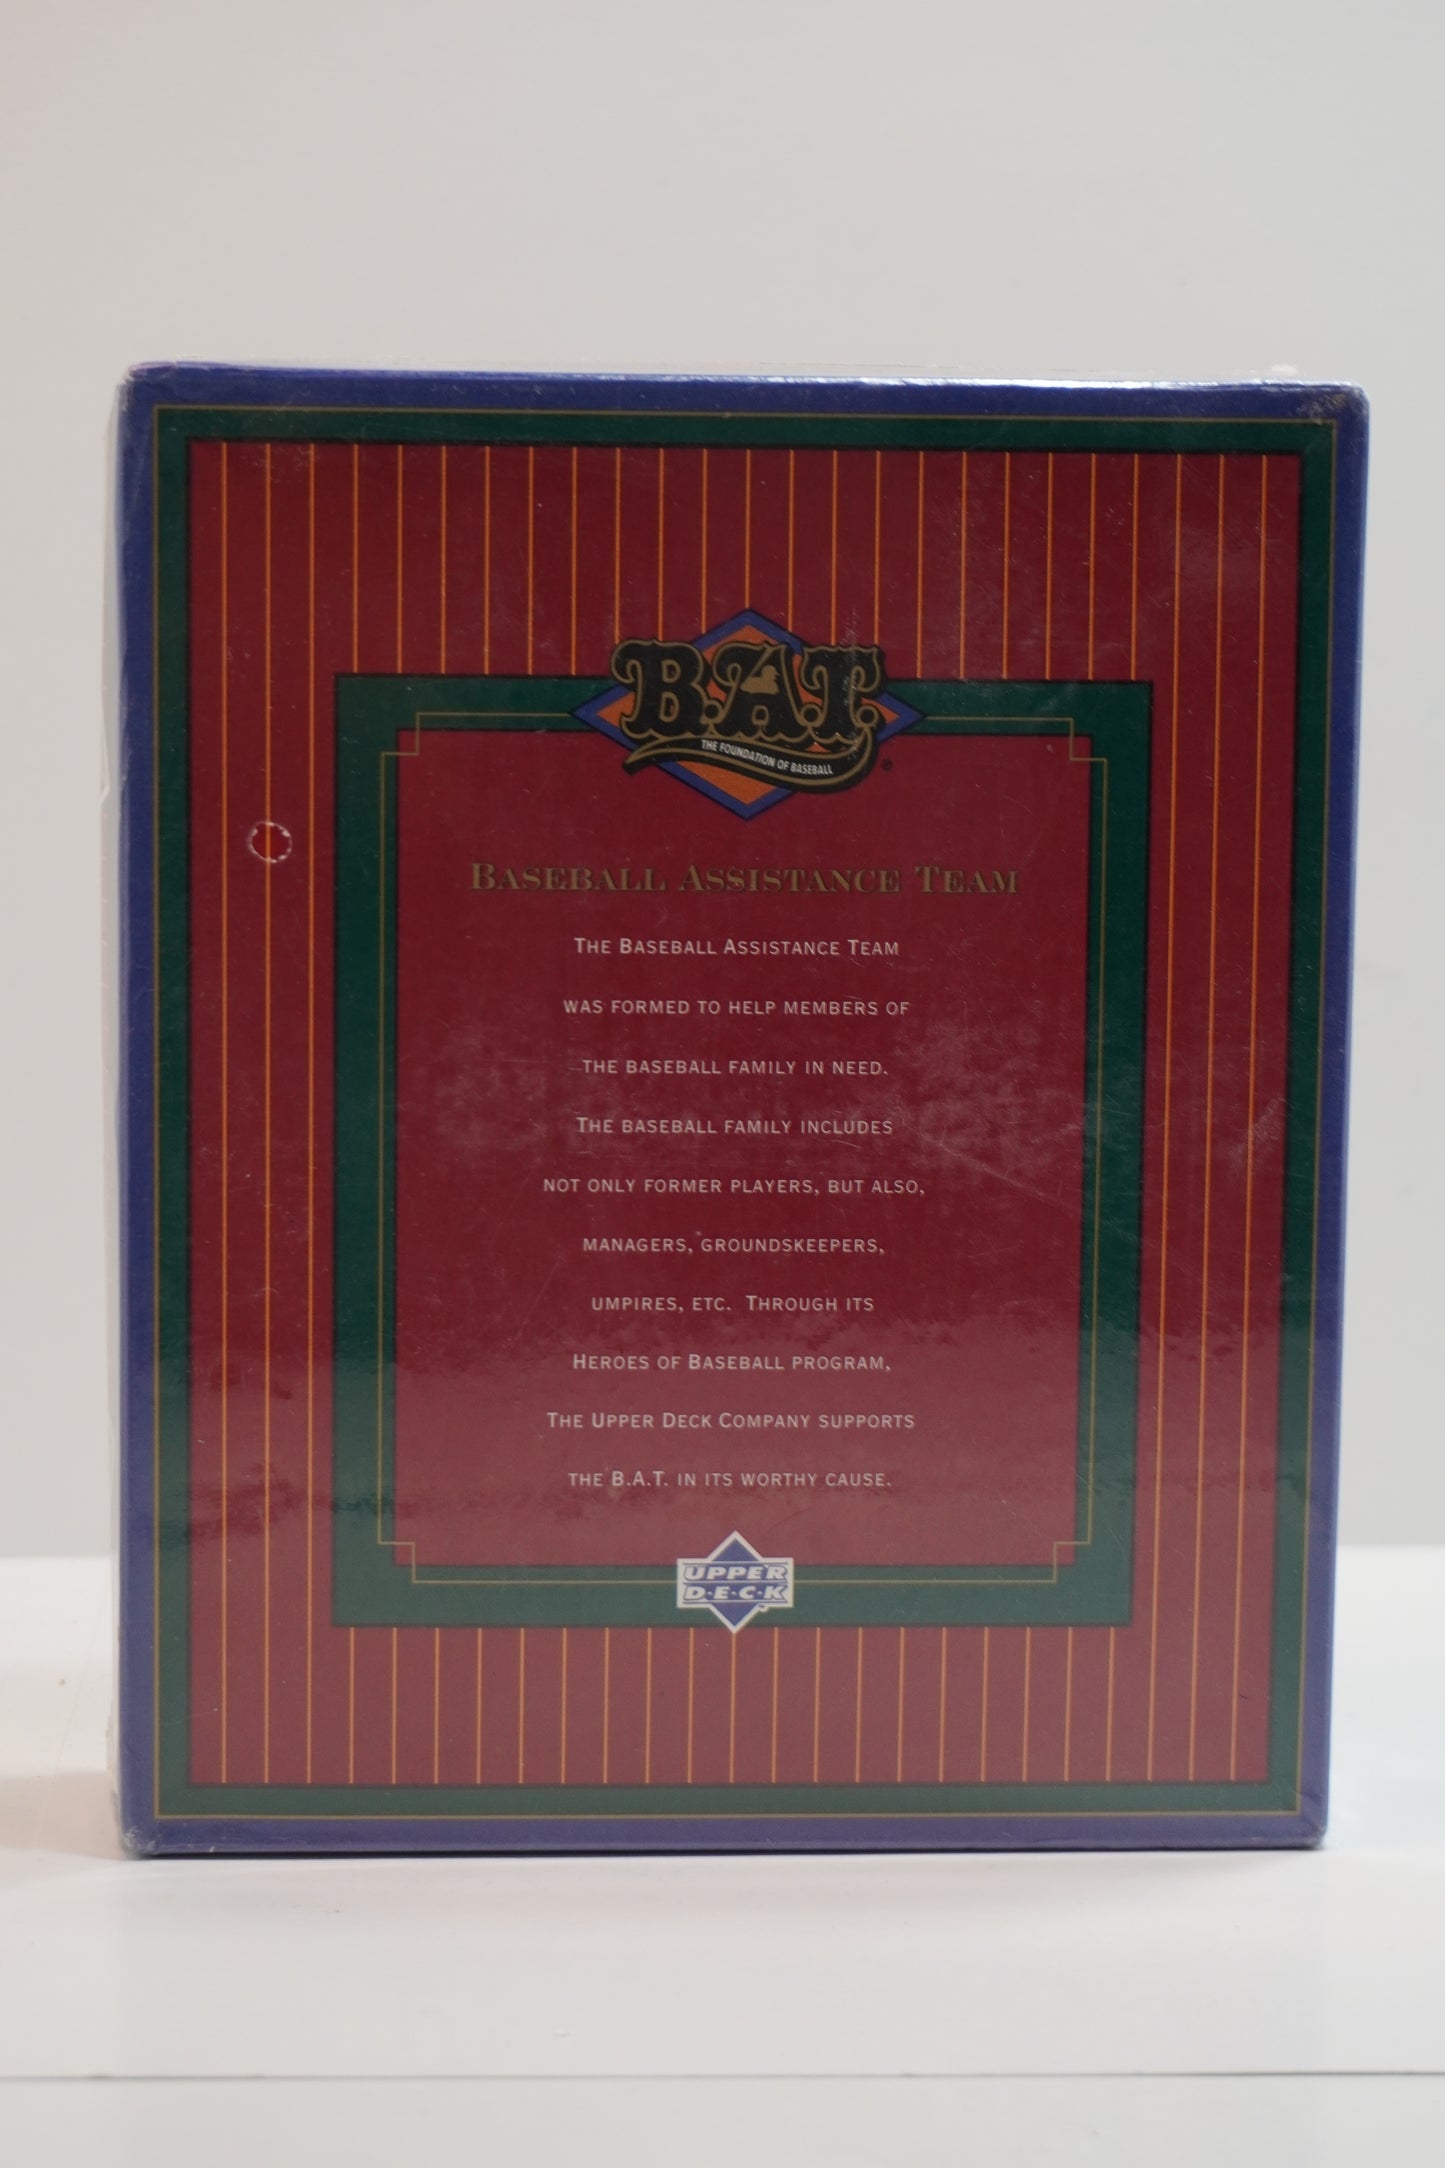 B.A.T.
THE FOUNDATION OF BASEBALL
®
BASEBALL ASSISTANCE TEAM
THE BASEBALL ASSISTANCE TEAM
WAS FORMED TO HELP MEMBERS OF
THE BASEBALL FAMILY IN NEED.
THE BASEBALL FAMILY INCLUDES
NOT ONLY FORMER PLAYERS, BUT ALSO,
MANAGERS, GROUNDSKEEPERS,
UMPIRES, ETC. THROUGH ITS
HEROES OF BASEBALL PROGRAM,
THE UPPER DECK COMPANY SUPPORTS
THE B.A.T. IN ITS WORTHY CAUSE.
UPPER
D·E·C·K